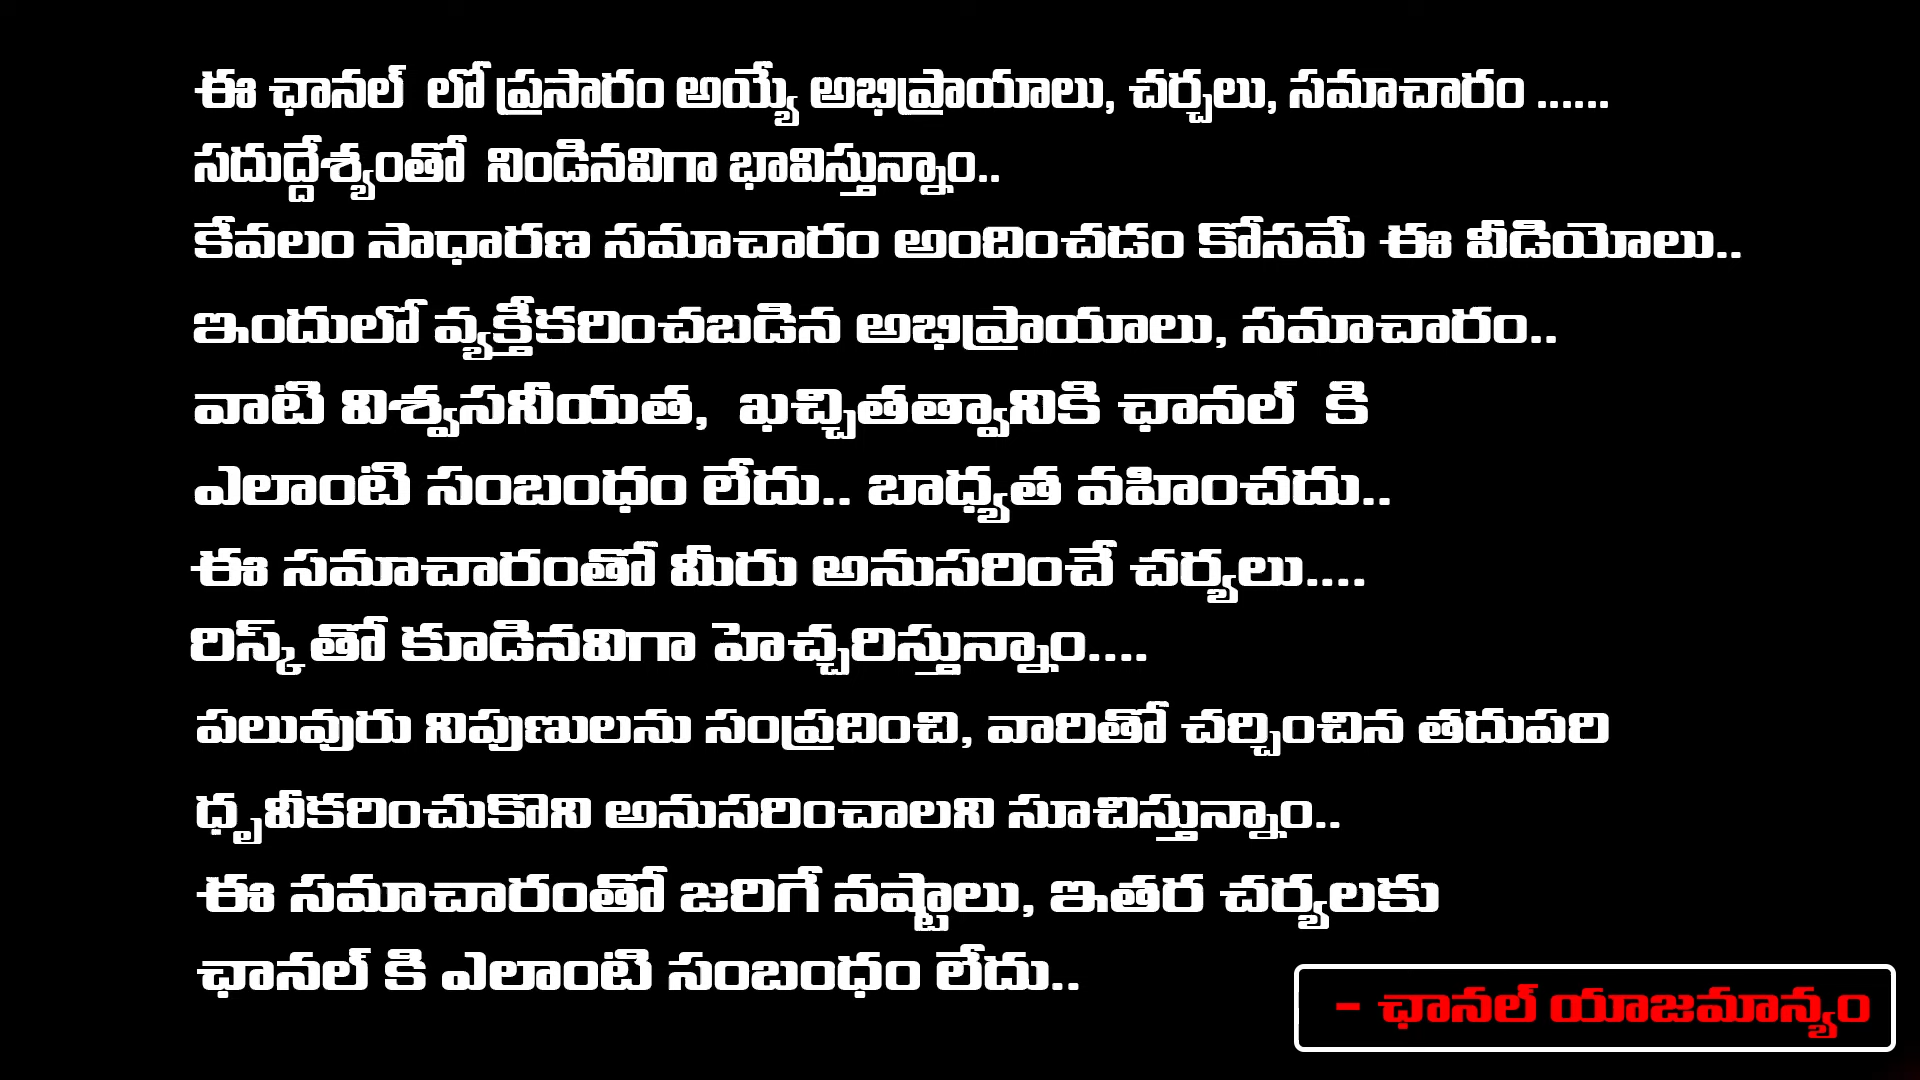 ఈ ఛానల్ లో ప్రసారం అయ్యే అభిప్రాయాలు, చర్చలు, సమాచారం ......
సదుద్దేశ్యంతో నిండినవిగా భావిస్తున్నాం..
కేవలం సాధారణ సమాచారం అందించడం కోసమే ఈ వీడియోలు..
ఇందులో వ్యక్తీకరించబడిన అభిప్రాయాలు, సమాచారం..
వాటి విశ్వసనీయత, ఖచ్చితత్వానికి ఛానల్ కి
ఎలాంటి సంబంధం లేదు.. బాధ్యత వహించదు..
ఈ సమాచారంతో మీరు అనుసరించే చర్యలు....
రిస్క్ తో కూడినవిగా హెచ్చరిస్తున్నాం....
పలువురు నిపుణులను సంప్రదించి, వారితో చర్చించిన తదుపరి
ధృవీకరించుకొని అనుసరించాలని సూచిస్తున్నాం..
ఈ సమాచారంతో జరిగే నష్టాలు, ఇతర చర్యలకు
ఛానల్ కి ఎలాంటి సంబంధం లేదు..
- ఛానల్ యాజమాన్యం